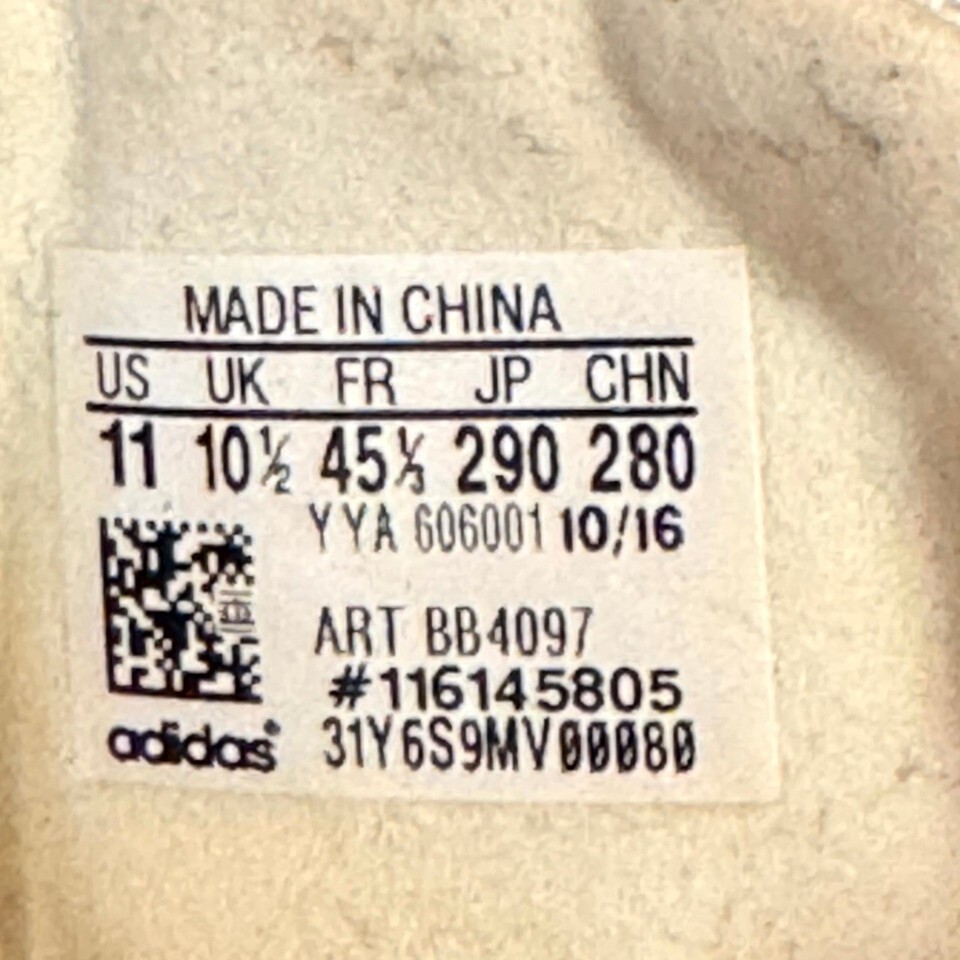 MADE IN CHINA
US UK FR JP CHN
11 10½ 45⅓ 290 280
YYA 606001 10/16
ART BB4097
#116145805
adidas® 31Y6S9MV00080